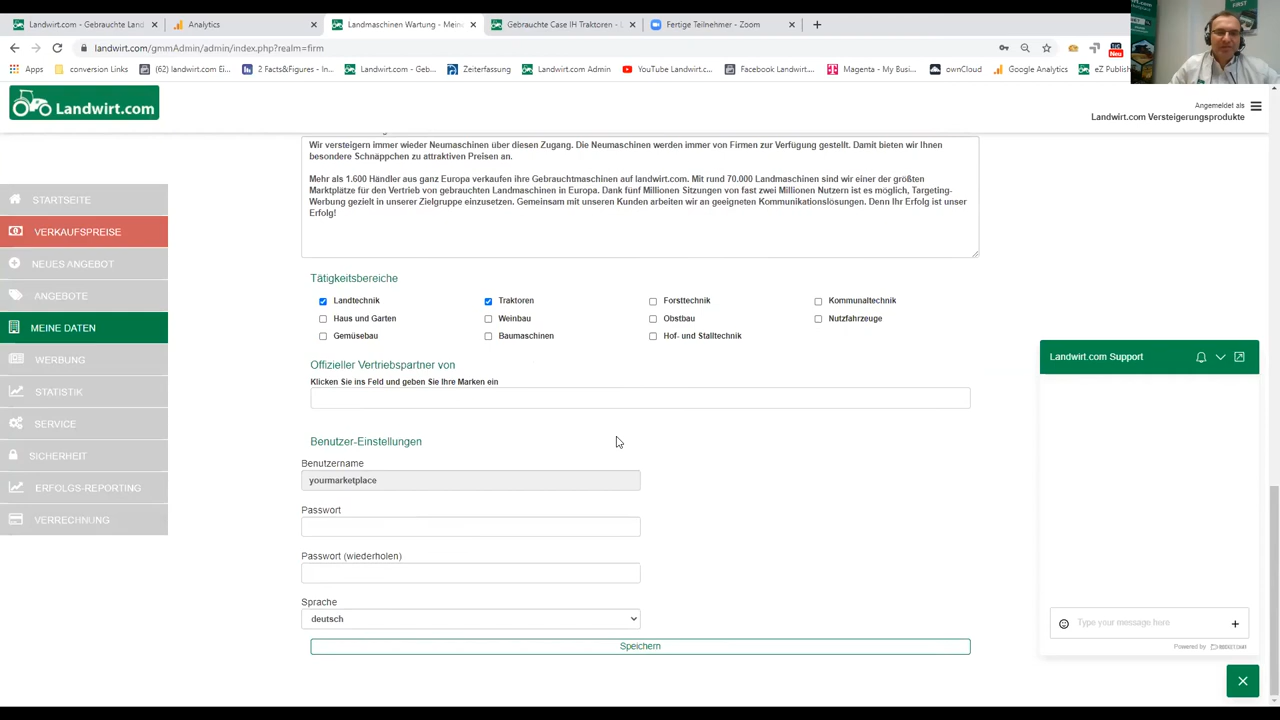 Landwirt.com - Gebrauchte Land
Analytics
Landmaschinen Wartung - Meine
Gebrauchte Case IH Traktoren - L
Fertige Teilnehmer - Zoom
landwirt.com/gmmAdmin/admin/index.php?realm=firm
Neu
Apps
conversion Links
(62) landwirt.com Ei...
2 Facts&Figures - In...
Landwirt.com - Geb...
Zeiterfassung
Landwirt.com Admin
YouTube Landwirt.c...
Facebook Landwirt....
Magenta - My Busi...
ownCloud
Google Analytics
eZ Publish
FIRST
Landwirt.com
Angemeldet als
Landwirt.com Versteigerungsprodukte
STARTSEITE
VERKAUFSPREISE
NEUES ANGEBOT
ANGEBOTE
MEINE DATEN
WERBUNG
STATISTIK
SERVICE
SICHERHEIT
ERFOLGS-REPORTING
VERRECHNUNG
Wir versteigern immer wieder Neumaschinen über diesen Zugang. Die Neumaschinen werden immer von Firmen zur Verfügung gestellt. Damit bieten wir Ihnen
besondere Schnäppchen zu attraktiven Preisen an.
Mehr als 1.600 Händler aus ganz Europa verkaufen ihre Gebrauchtmaschinen auf landwirt.com. Mit rund 70.000 Landmaschinen sind wir einer der größten
Marktplätze für den Vertrieb von gebrauchten Landmaschinen in Europa. Dank fünf Millionen Sitzungen von fast zwei Millionen Nutzern ist es möglich, Targeting-
Werbung gezielt in unserer Zielgruppe einzusetzen. Gemeinsam mit unseren Kunden arbeiten wir an geeigneten Kommunikationslösungen. Denn Ihr Erfolg ist unser
Erfolg!
Tätigkeitsbereiche
Landtechnik Traktoren Forsttechnik Kommunaltechnik
Haus und Garten Weinbau Obstbau Nutzfahrzeuge
Gemüsebau Baumaschinen Hof- und Stalltechnik
Offizieller Vertriebspartner von
Klicken Sie ins Feld und geben Sie Ihre Marken ein
Benutzer-Einstellungen
Benutzername
yourmarketplace
Passwort
Passwort (wiederholen)
Sprache
deutsch
Speichern
Landwirt.com Support
Type your message here
Powered by